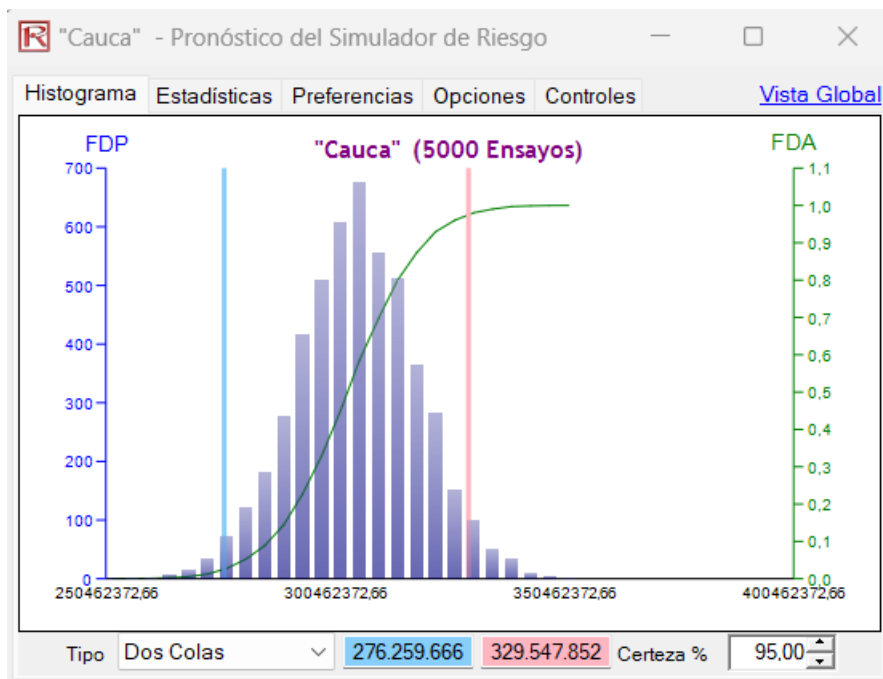 R "Cauca" - Pronóstico del Simulador de Riesgo
Histograma Estadísticas Preferencias Opciones Controles Vista Global
FDP "Cauca" (5000 Ensayos) FDA
700 1,1
600 1,0
0,9
500 0,8
0,7
400 0,6
300 0,5
0,4
200 0,3
0,2
100 0,1
0 0,0
250462372,66 300462372,66 350462372,66 400462372,66
Tipo Dos Colas 276.259.666 329.547.852 Certeza % 95,00